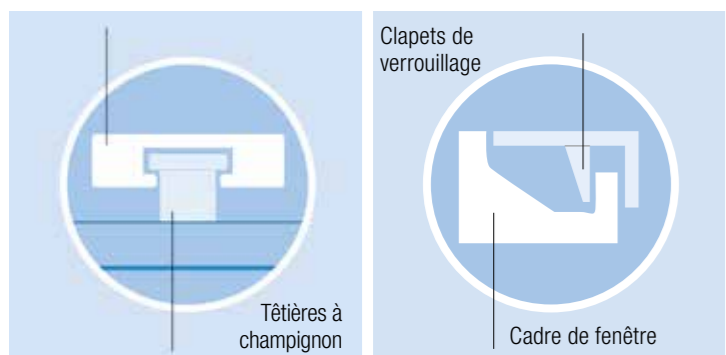 Têtières à
champignon
Clapets de
verrouillage
Cadre de fenêtre